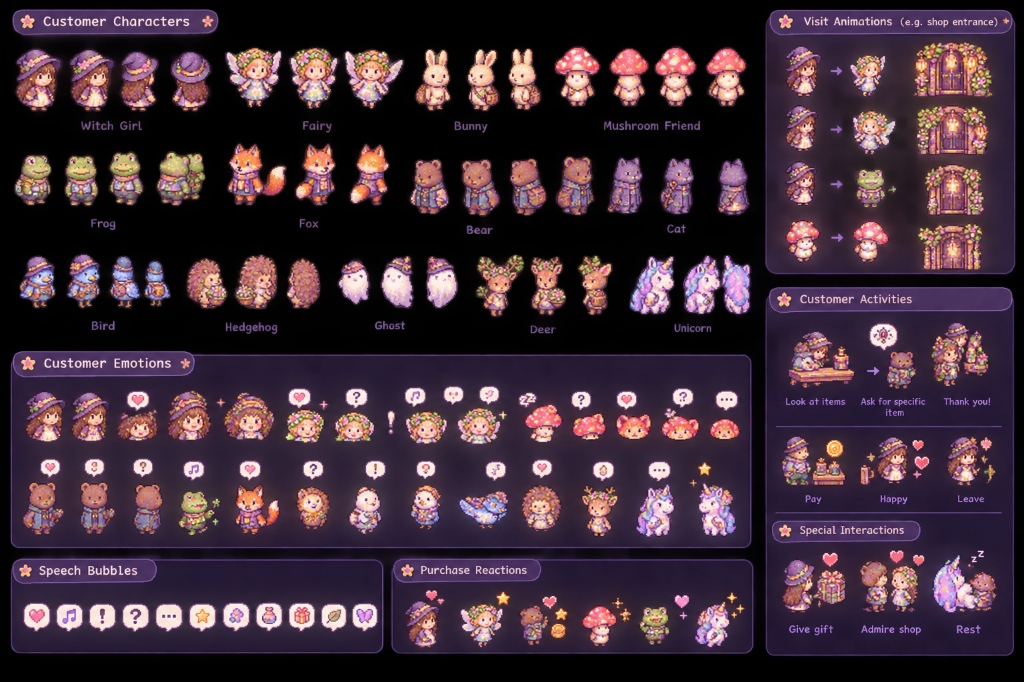 Customer Characters
Witch Girl
Fairy
Bunny
Mushroom Friend
Frog
Fox
Bear
Cat
Bird
Hedgehog
Ghost
Deer
Unicorn
Customer Emotions
?
!
?
zzz
?
?
...
?
?
!
?
...
Speech Bubbles
!
?
...
Purchase Reactions
Visit Animations (e.g. shop entrance)
Customer Activities
Look at items
Ask for specific
item
Thank you!
Pay
Happy
Leave
Special Interactions
zz
Give gift
Admire shop
Rest